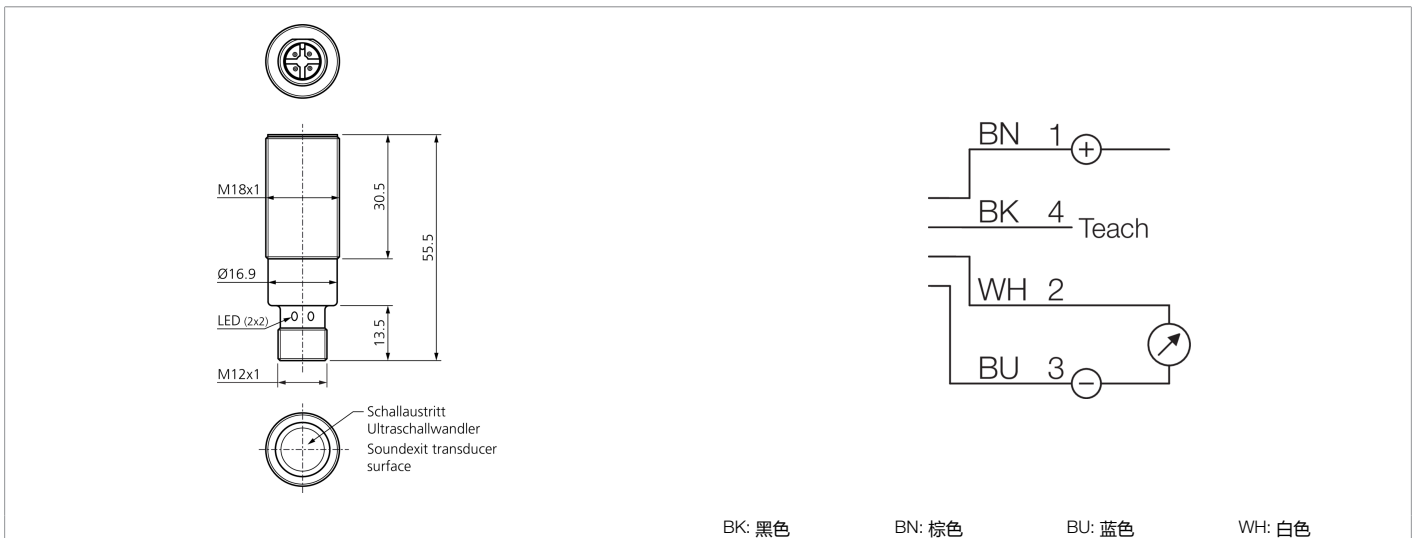 M18x1
30.5
55.5
Ø16.9
LED (2x2)
13.5
M12x1
Schallaustritt
Ultraschallwandler
Soundexit transducer
surface
BN 1
+
BK 4
Teach
WH 2
BU 3
−
BK: 黑色 BN: 棕色 BU: 蓝色 WH: 白色